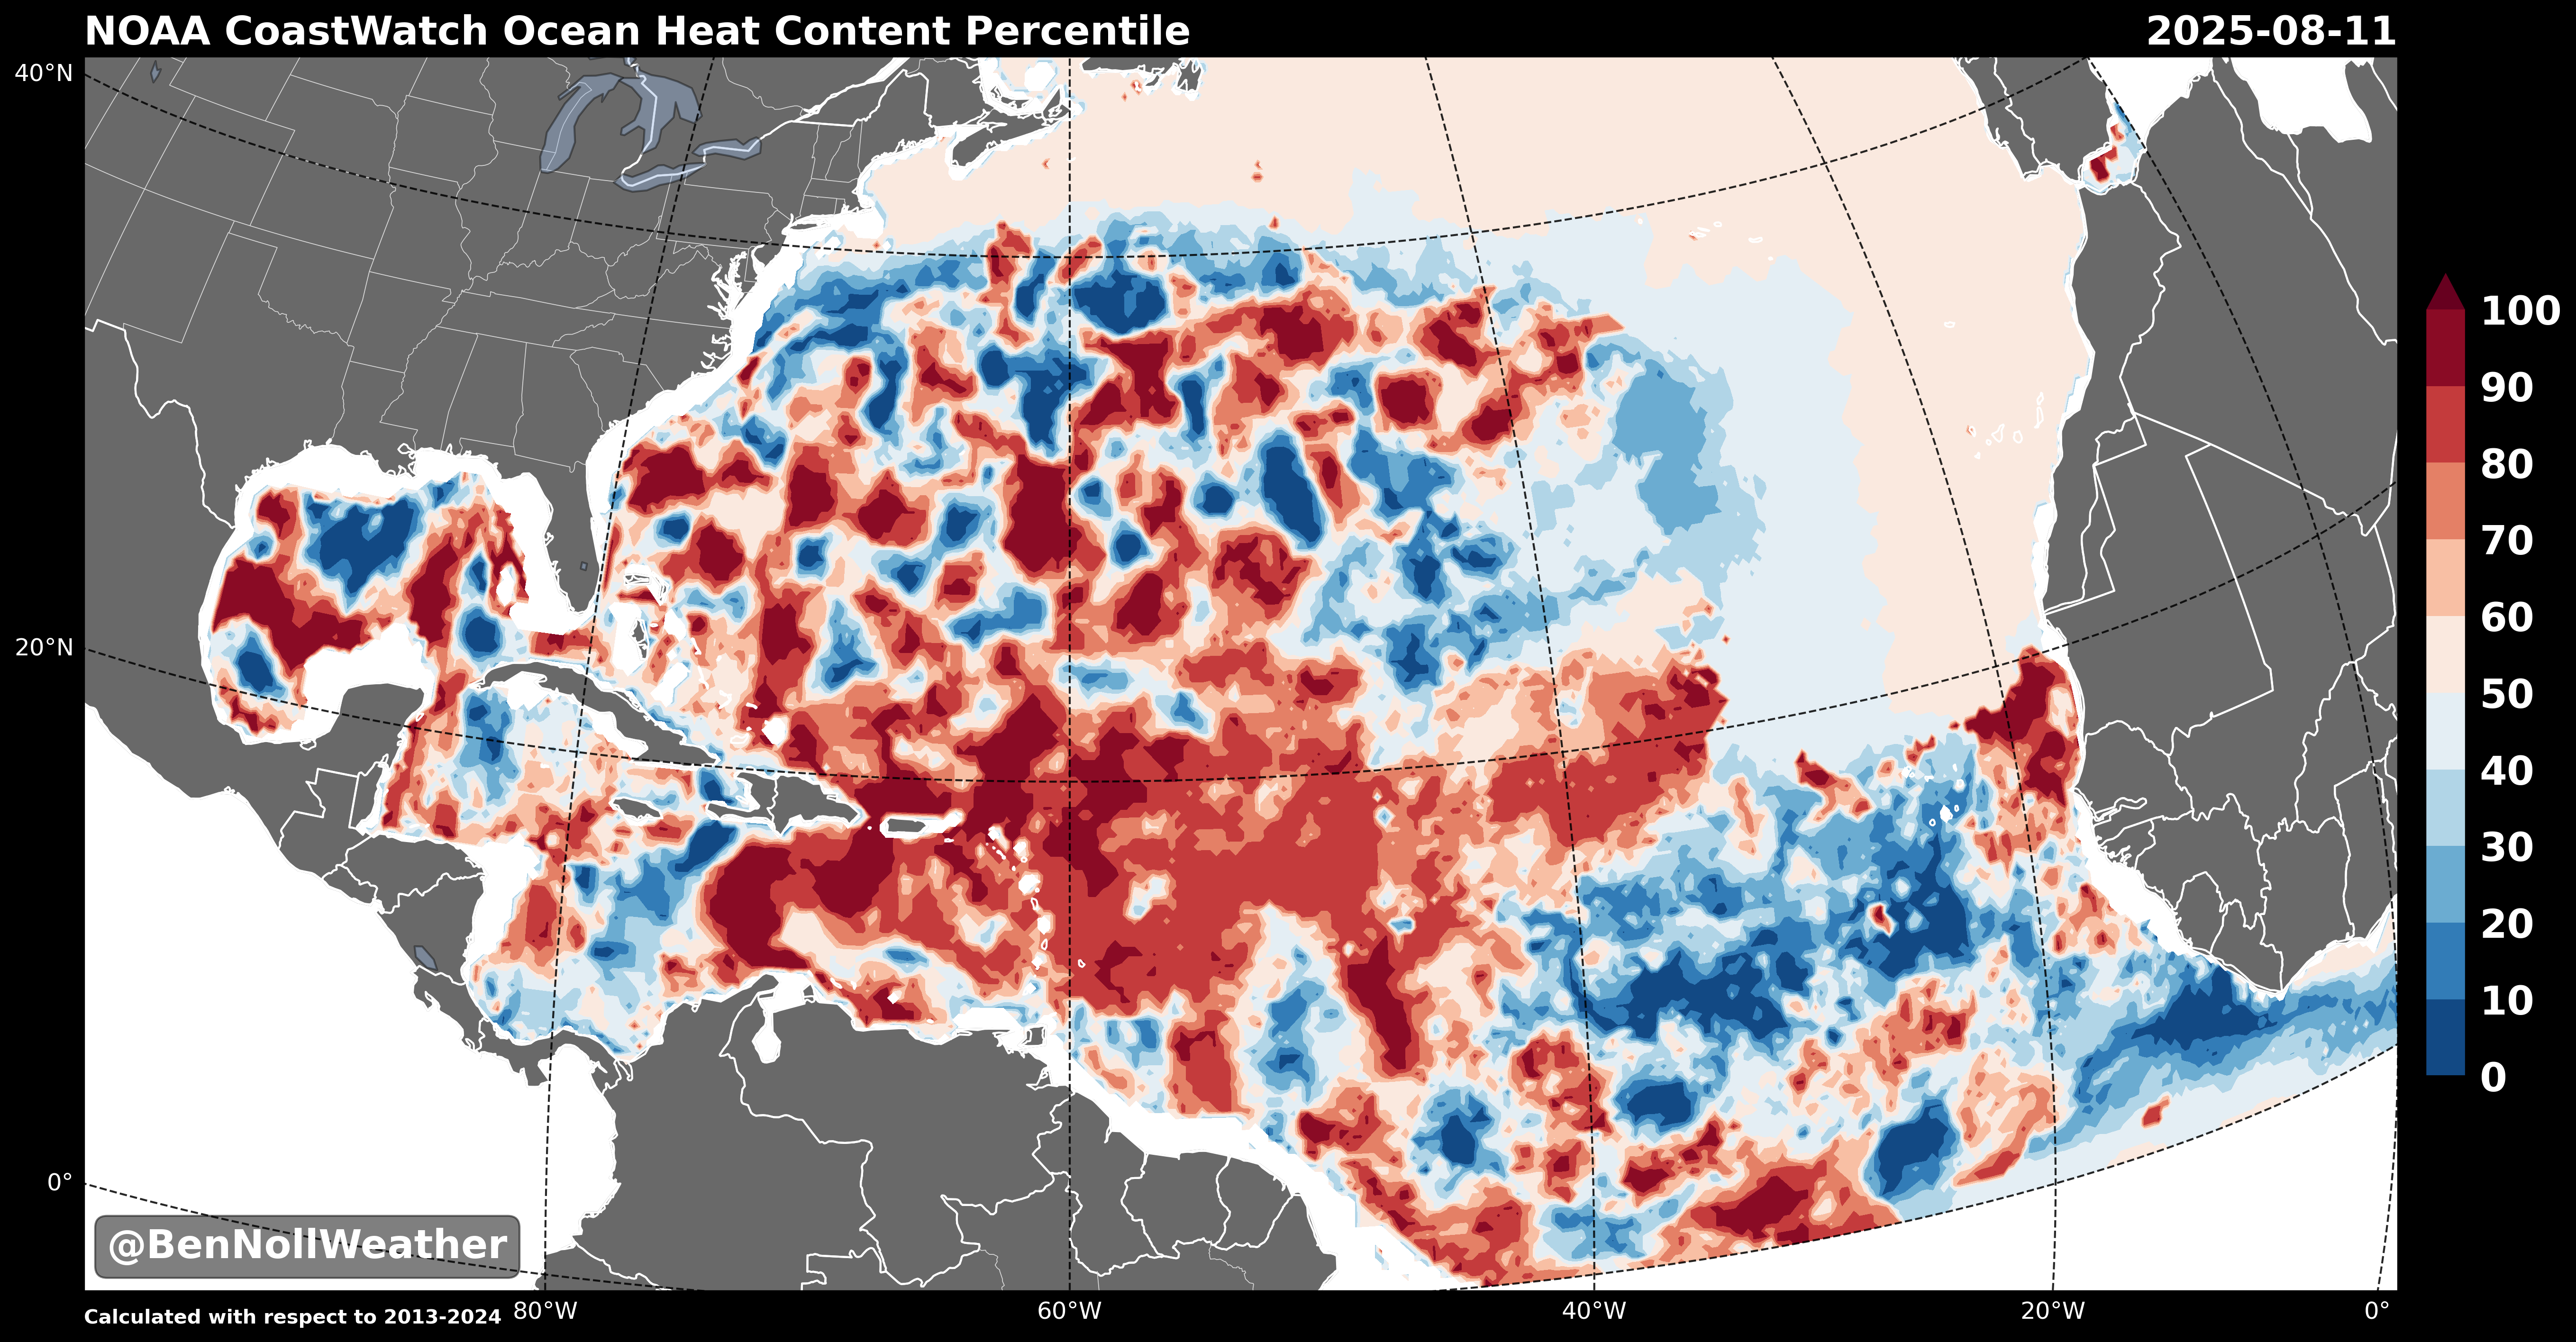 NOAA CoastWatch Ocean Heat Content Percentile
2025-08-11
40°N
20°N
0°
100
90
80
70
60
50
40
30
20
10
0
@BenNollWeather
Calculated with respect to 2013-2024
80°W
60°W
40°W
20°W
0°